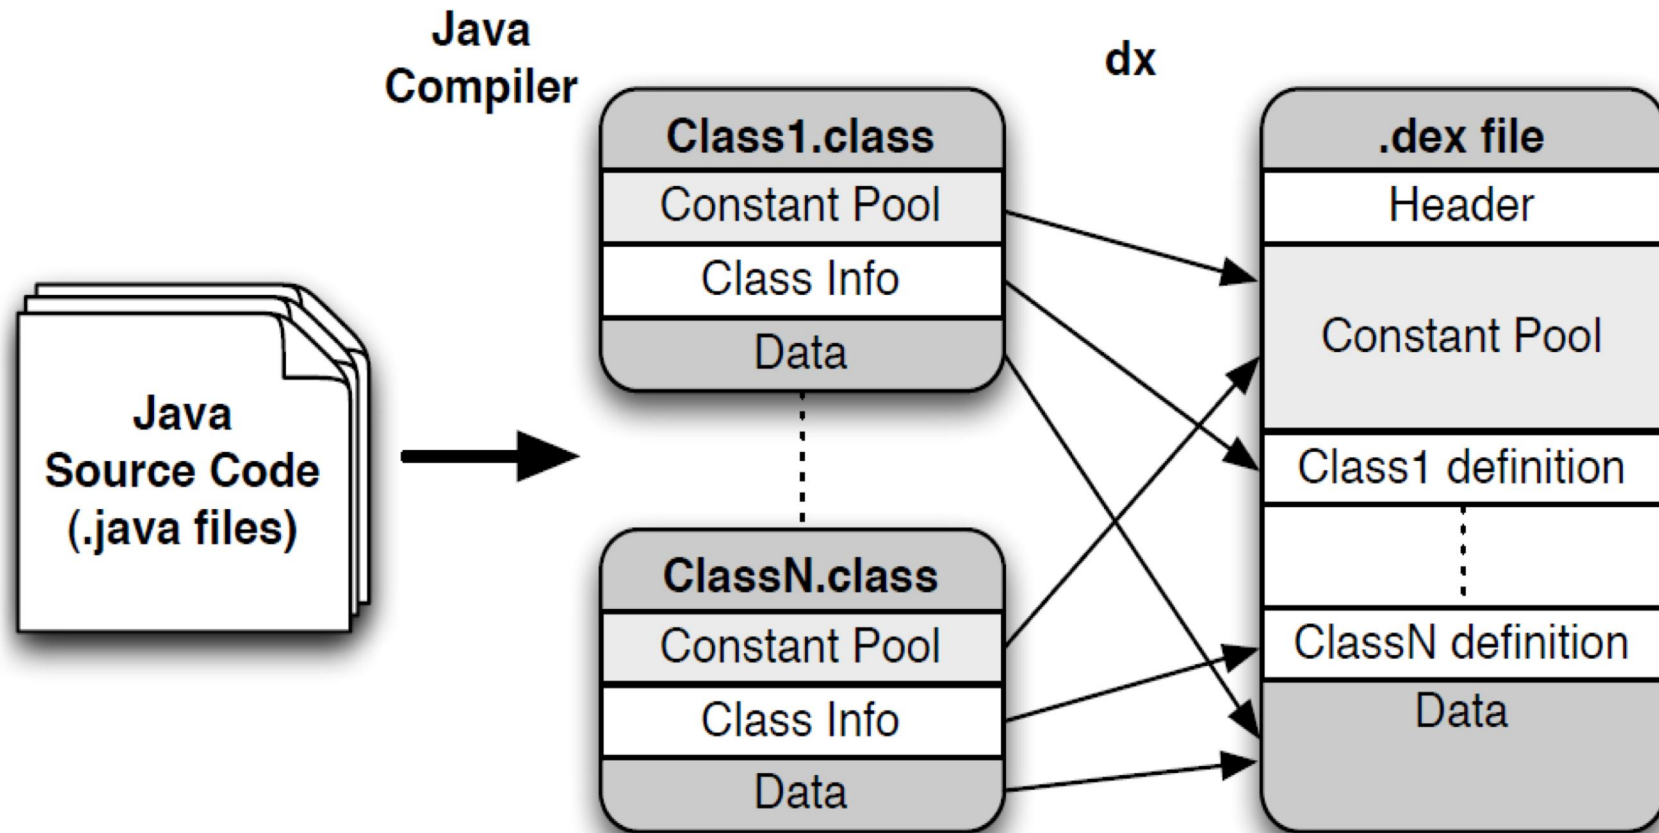 Java
Compiler
dx
Java
Source Code
(.java files)
Class1.class
Constant Pool
Class Info
Data
ClassN.class
Constant Pool
Class Info
Data
.dex file
Header
Constant Pool
Class1 definition
ClassN definition
Data